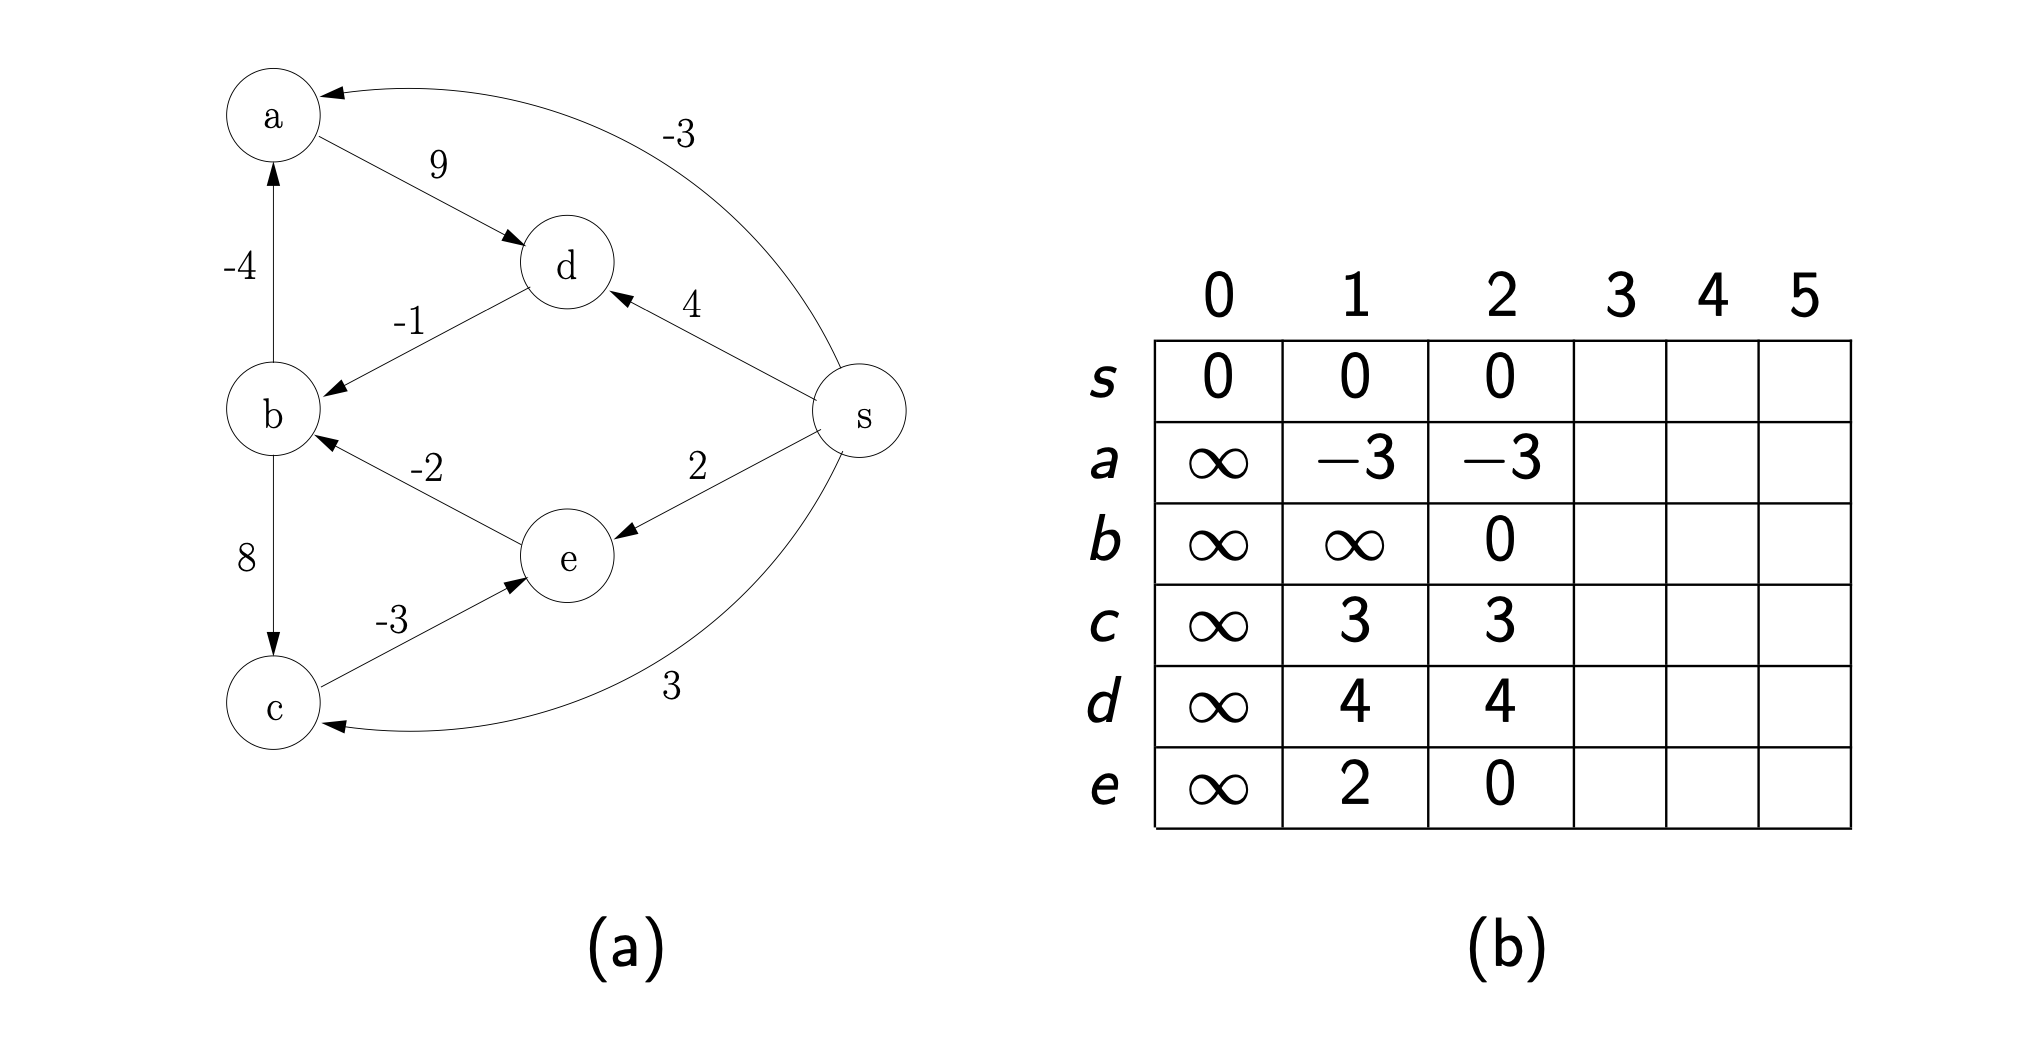 a
-3
9
d
-4
-1
4
b
s
-2
2
8
e
-3
c
3
0 1 2 3 4 5
s 0 0 0
a ∞ −3 −3
b ∞ ∞ 0
c ∞ 3 3
d ∞ 4 4
e ∞ 2 0
(a)
(b)